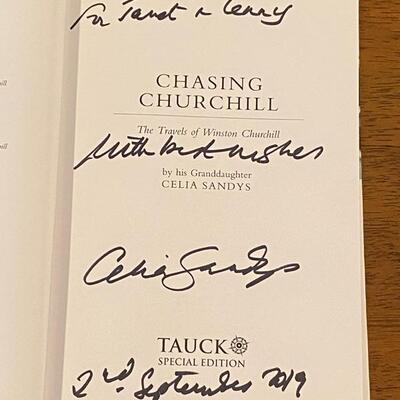 For Janet &
CHASING
CHURCHILL
The Travels of Winston Churchill
With best wishes
by his Granddaughter
CELIA SANDYS
Celia Sandys
TAUCK
SPECIAL EDITION
2nd September 2019